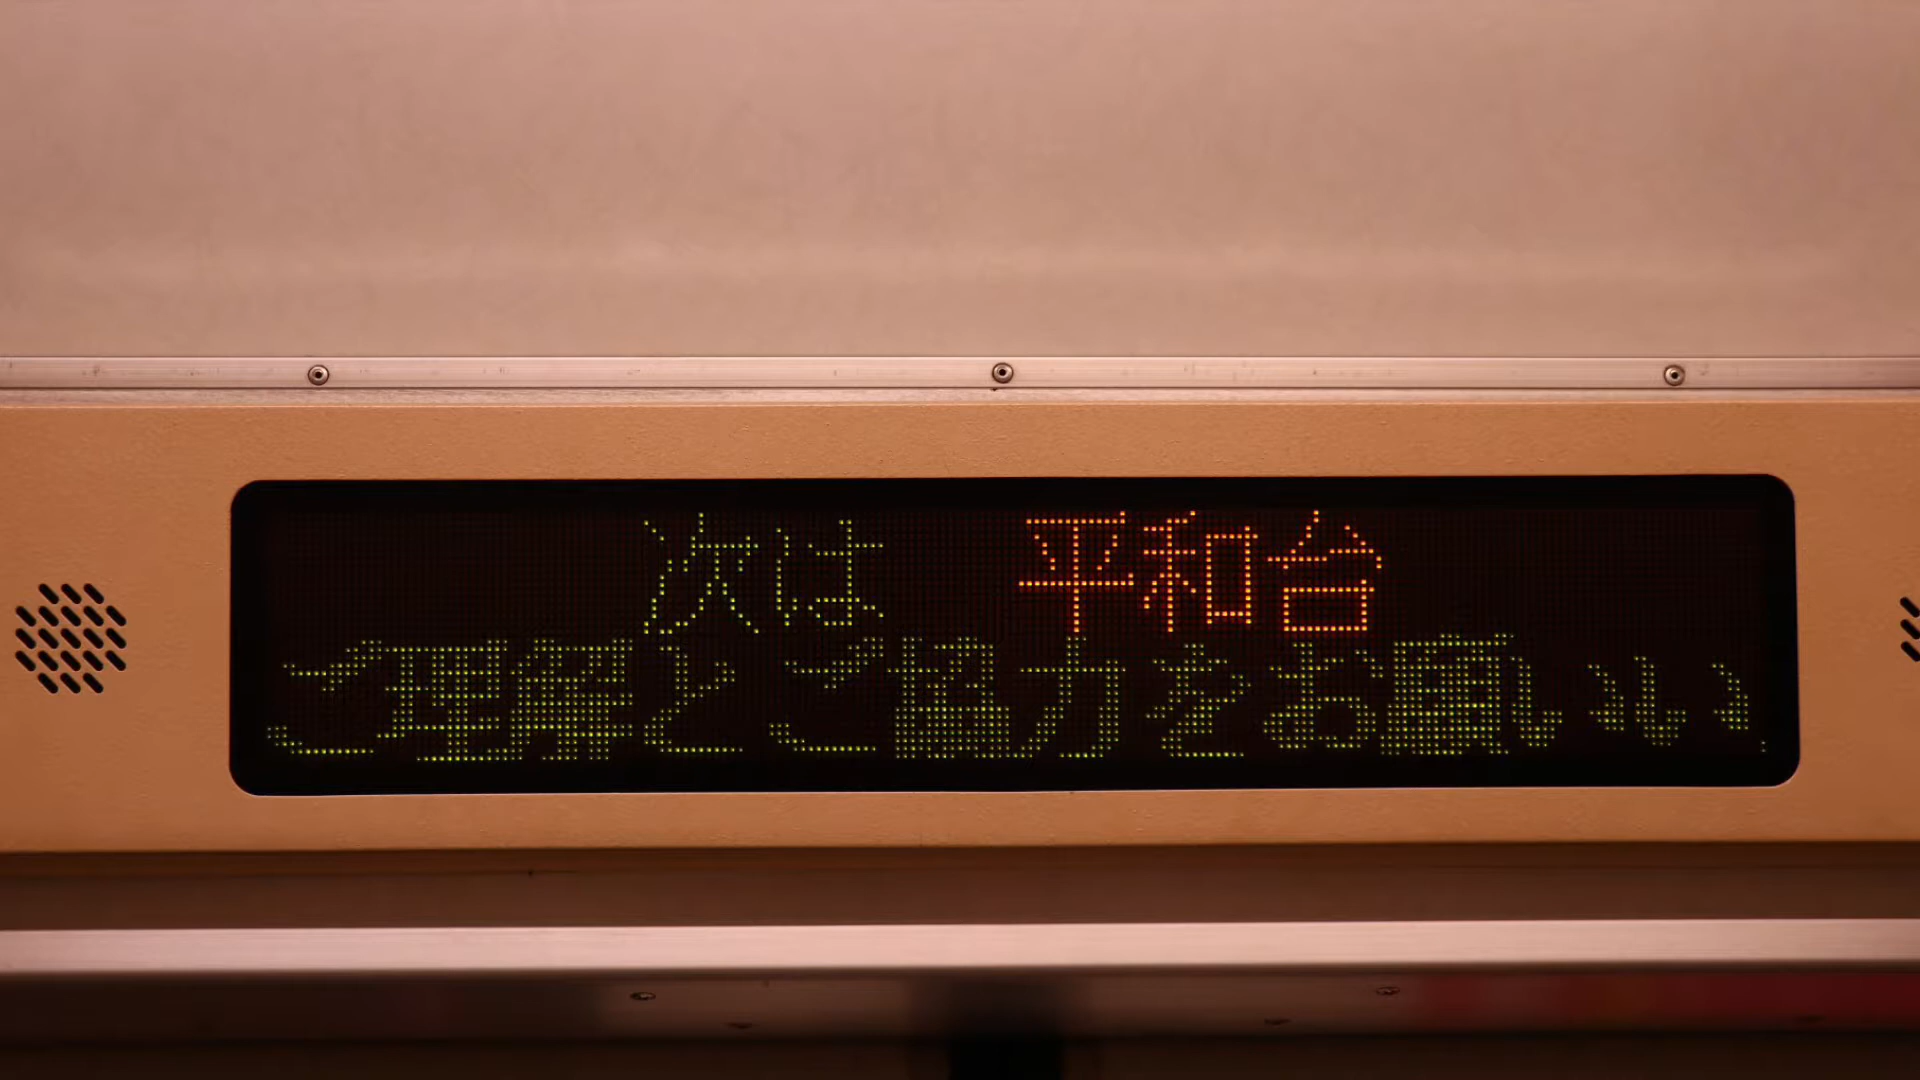 次は 平和台
ご理解とご協力をお願いい